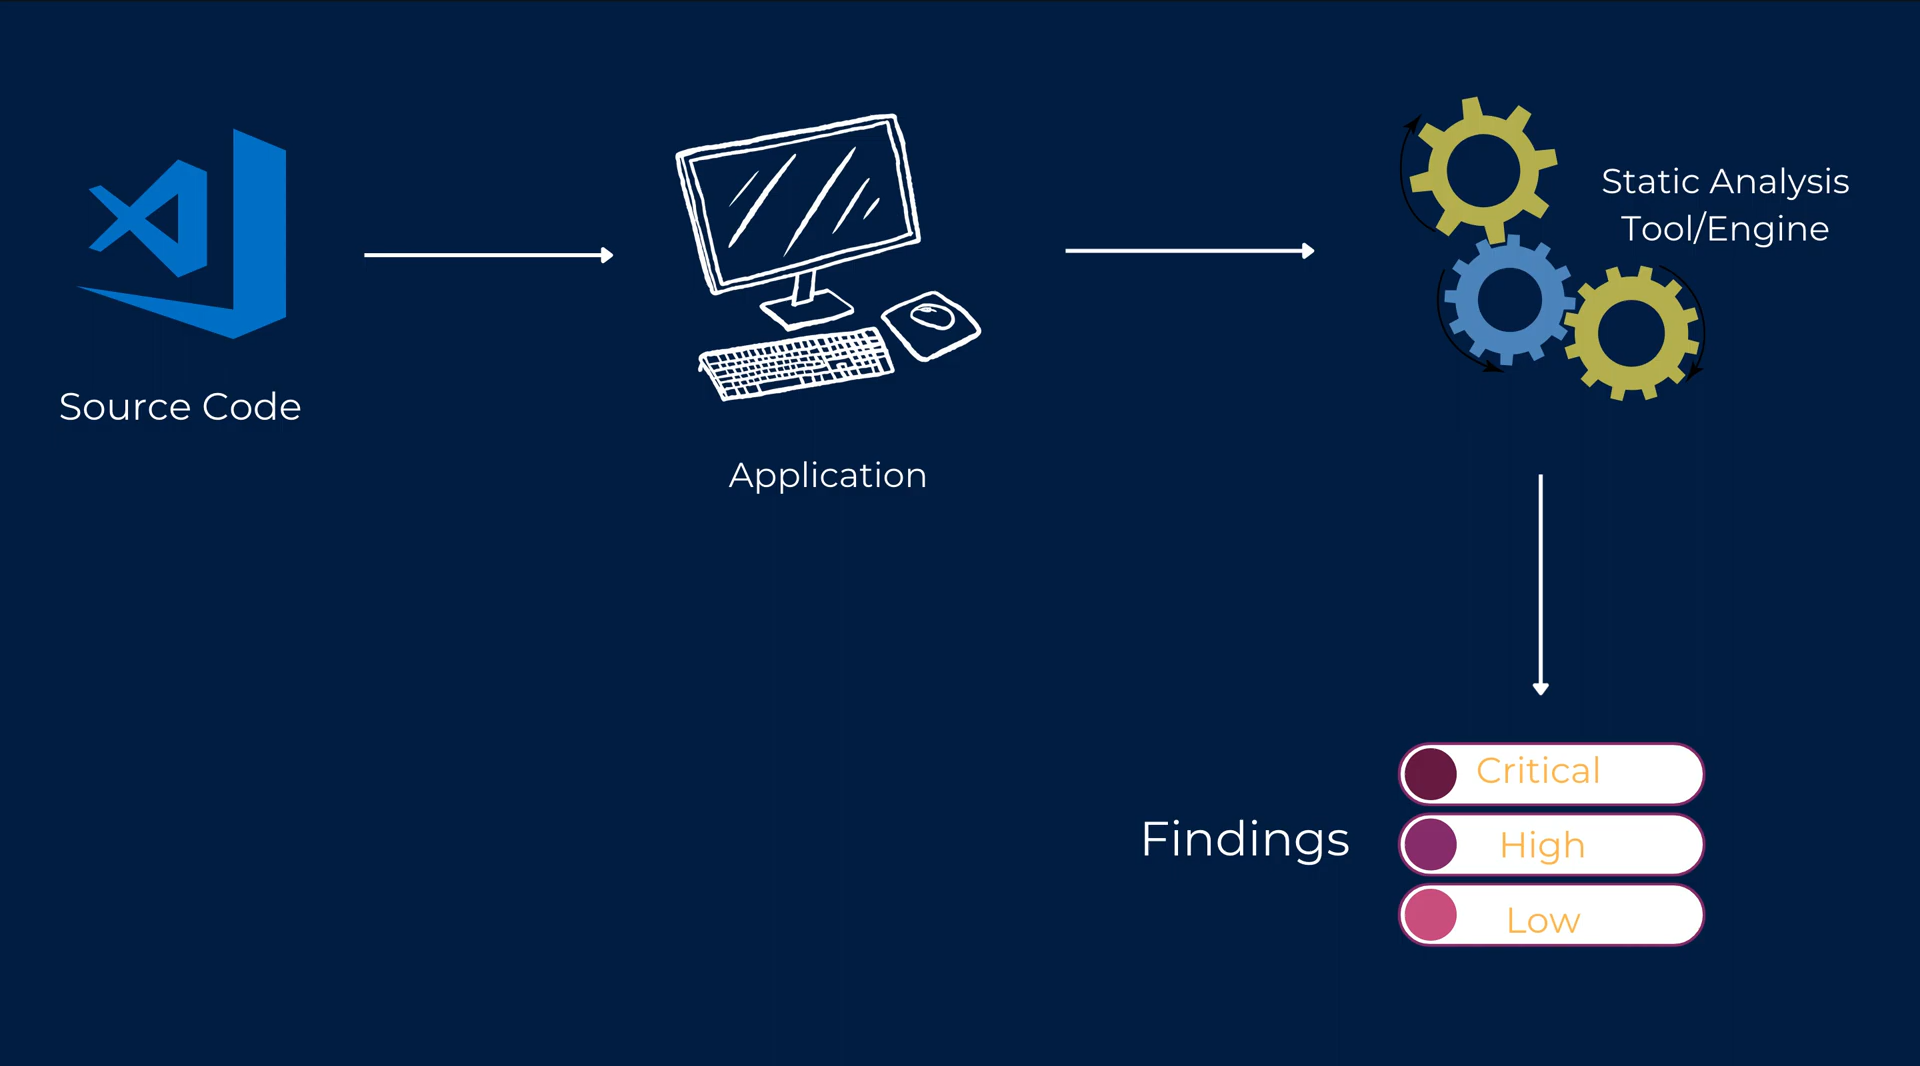 Source Code
Application
Static Analysis
Tool/Engine
Findings
Critical
High
Low